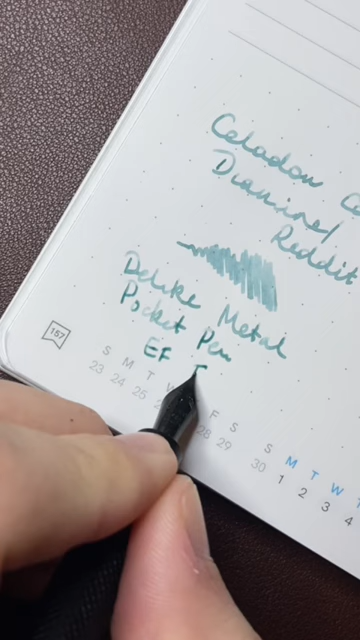 Celadon
Diamine/
Reddit
Delike Metal
Pocket Pen
EF
157
S M T W F S S M T W T
23 24 25 28 29 30 1 2 3 4